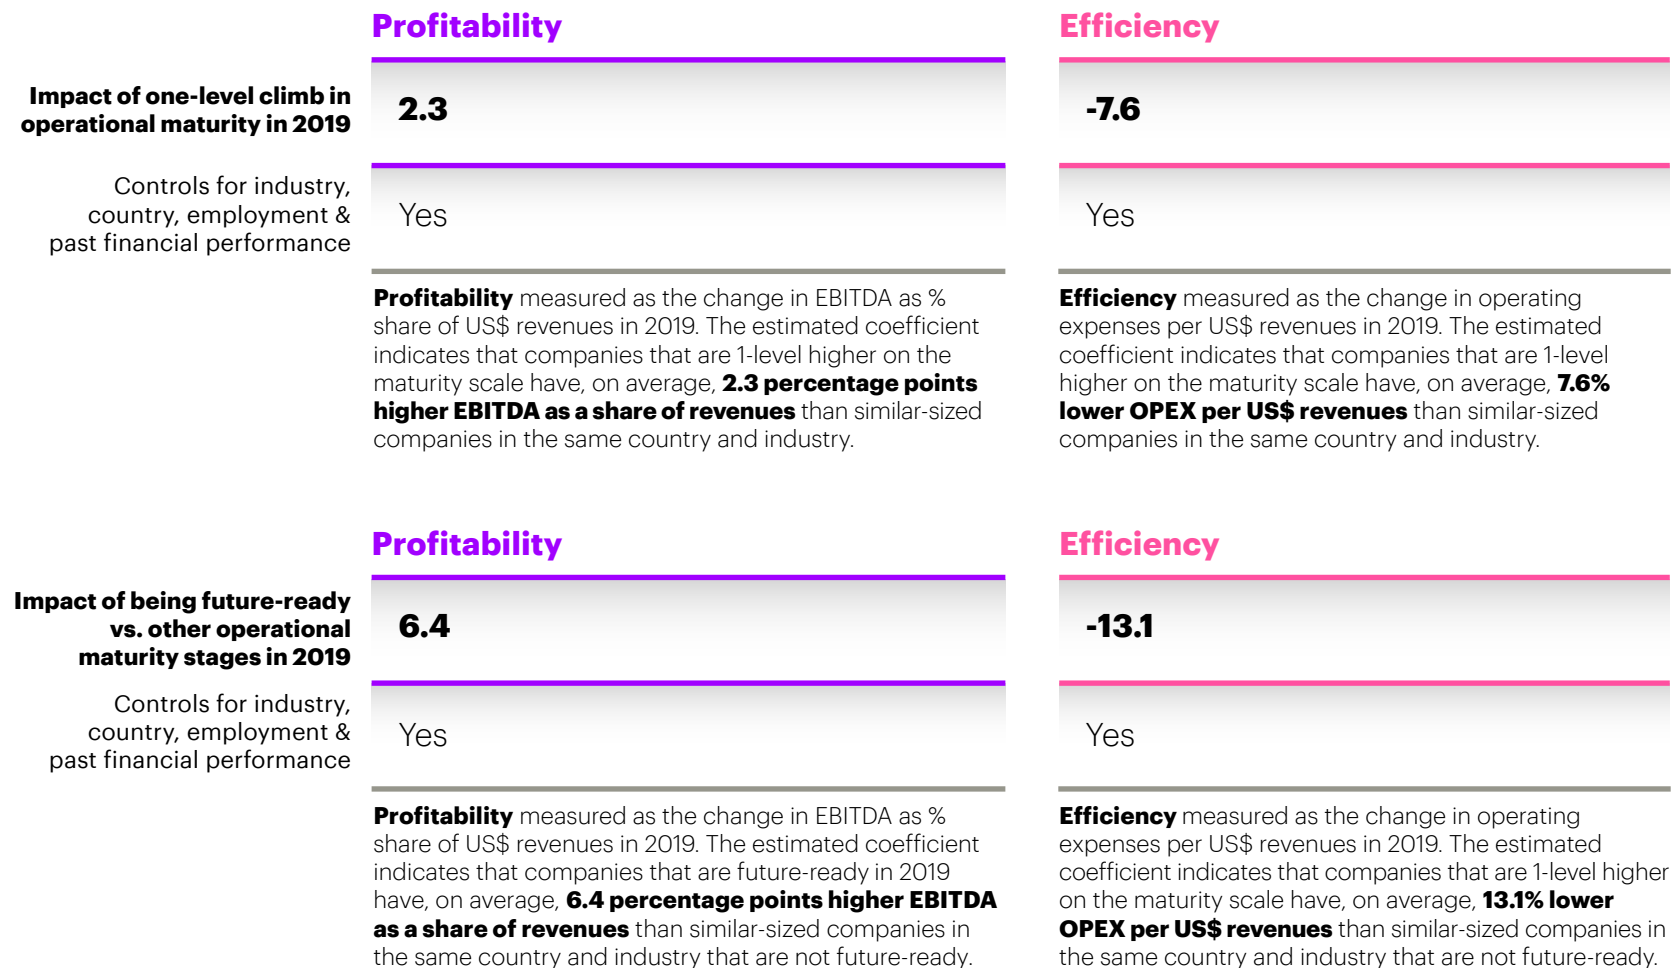 Profitability
Efficiency
Impact of one-level climb in
operational maturity in 2019
2.3
-7.6
Controls for industry,
country, employment &
past financial performance
Yes
Yes
Profitability measured as the change in EBITDA as %
share of US$ revenues in 2019. The estimated coefficient
indicates that companies that are 1-level higher on the
maturity scale have, on average, 2.3 percentage points
higher EBITDA as a share of revenues than similar-sized
companies in the same country and industry.
Efficiency measured as the change in operating
expenses per US$ revenues in 2019. The estimated
coefficient indicates that companies that are 1-level
higher on the maturity scale have, on average, 7.6%
lower OPEX per US$ revenues than similar-sized
companies in the same country and industry.
Profitability
Efficiency
Impact of being future-ready
vs. other operational
maturity stages in 2019
6.4
-13.1
Controls for industry,
country, employment &
past financial performance
Yes
Yes
Profitability measured as the change in EBITDA as %
share of US$ revenues in 2019. The estimated coefficient
indicates that companies that are future-ready in 2019
have, on average, 6.4 percentage points higher EBITDA
as a share of revenues than similar-sized companies in
the same country and industry that are not future-ready.
Efficiency measured as the change in operating
expenses per US$ revenues in 2019. The estimated
coefficient indicates that companies that are 1-level higher
on the maturity scale have, on average, 13.1% lower
OPEX per US$ revenues than similar-sized companies in
the same country and industry that are not future-ready.